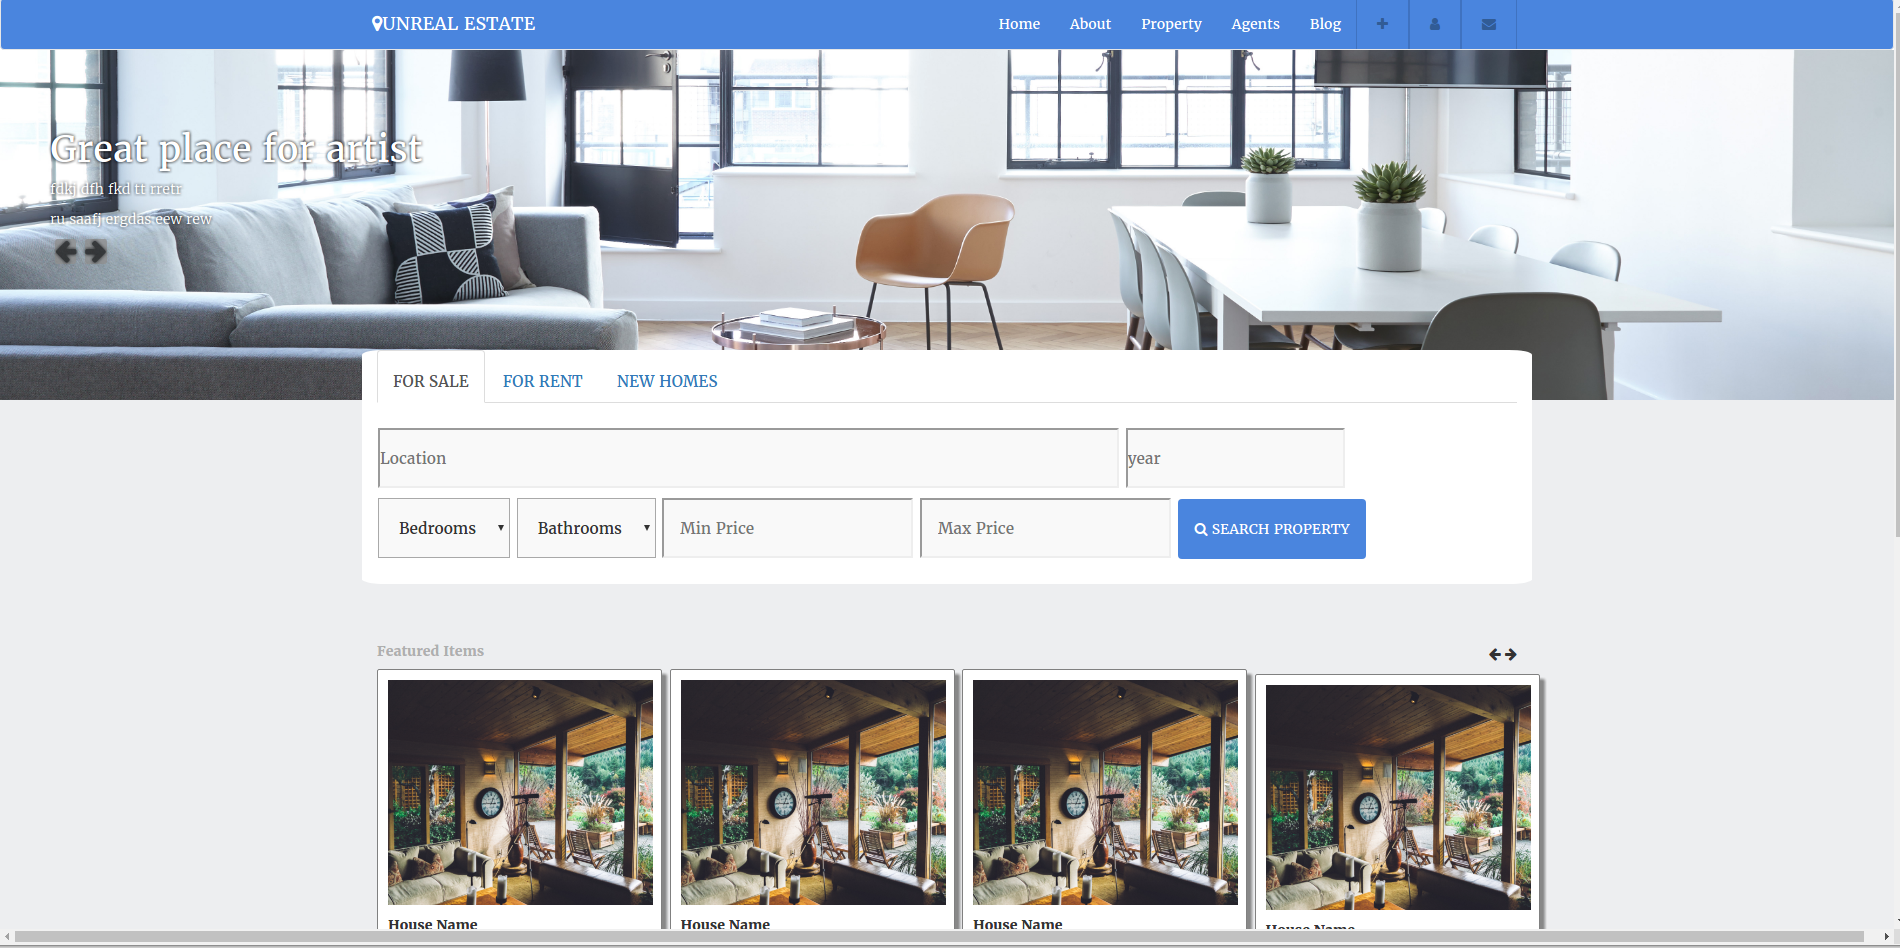 UNREAL ESTATE
Home About Property Agents Blog
Great place for artist
fdkj dfh fkd tt rretr
ru saafj ergdas eew rew
FOR SALE FOR RENT NEW HOMES
Location year
Bedrooms Bathrooms Min Price Max Price SEARCH PROPERTY
Featured Items
House Name House Name House Name House Name